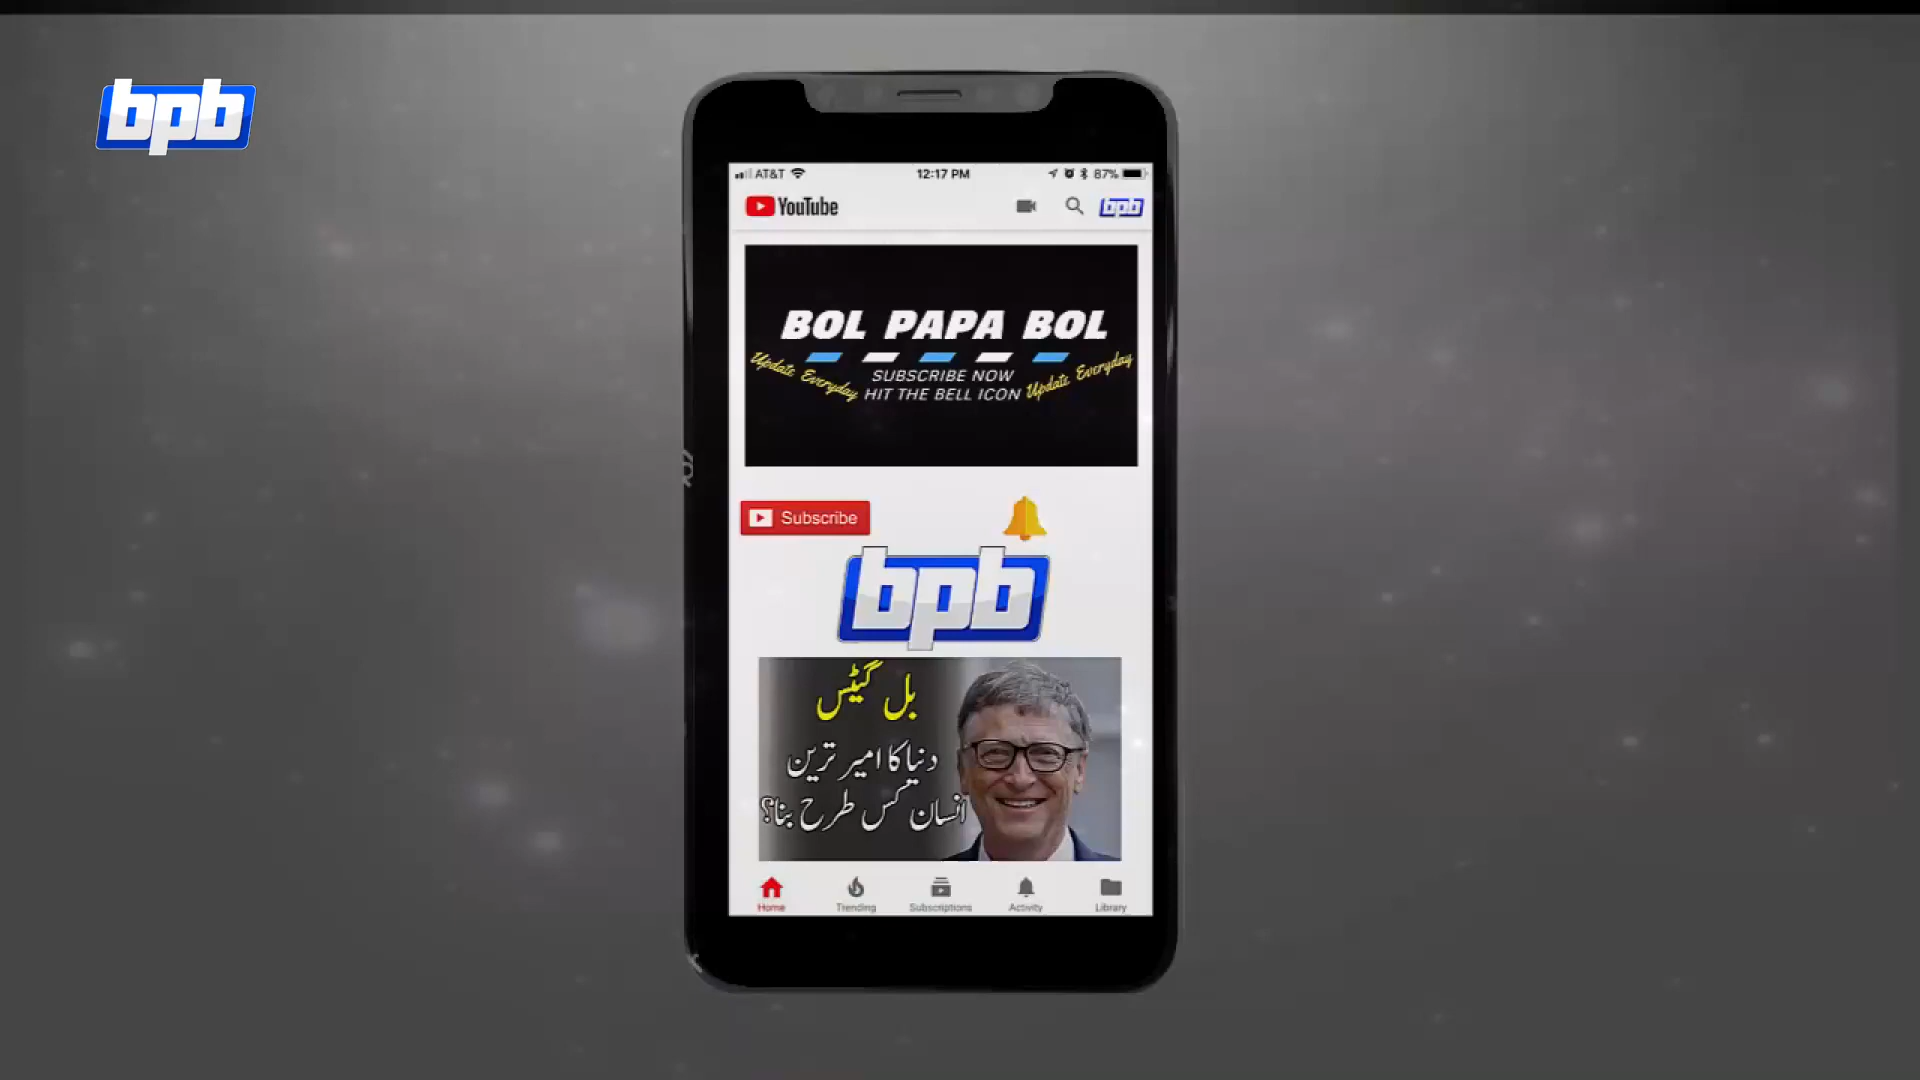 bpb
AT&T 12:17 PM 87%
YouTube bpb
BOL PAPA BOL
Update Everyday SUBSCRIBE NOW Update Everyday
HIT THE BELL ICON
Subscribe
bpb
بل گیٹس
دنیا کا امیر ترین
انسان کس طرح بنا؟
Home Trending Subscriptions Activity Library